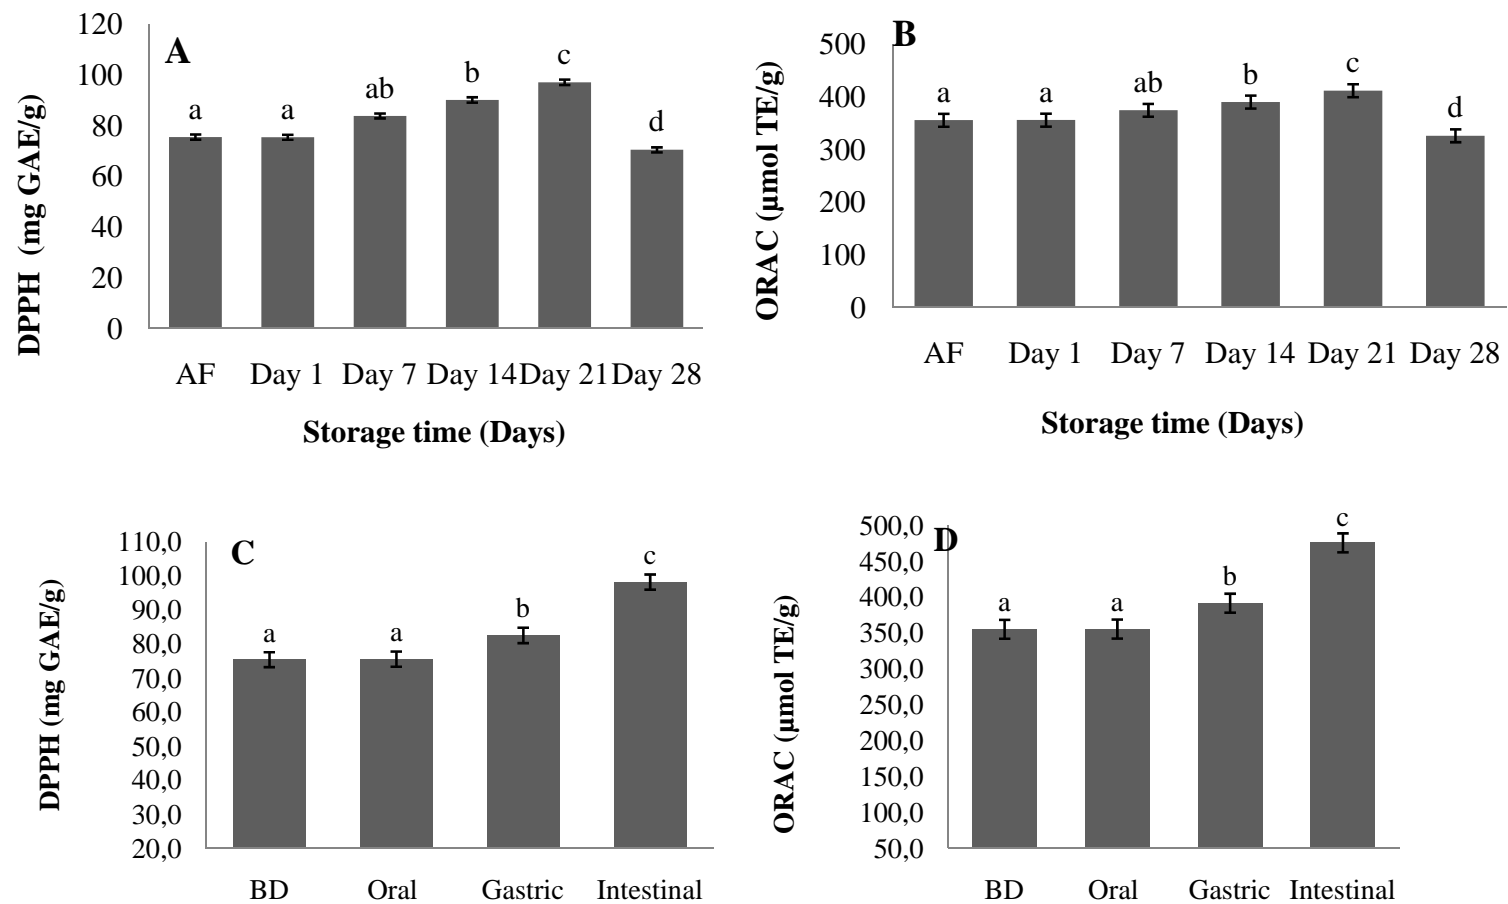 A
DPPH (mg GAE/g)
120
100
80
60
40
20
0
a
a
ab
b
c
d
AF Day 1 Day 7 Day 14 Day 21 Day 28
Storage time (Days)
B
ORAC (µmol TE/g)
500
400
300
200
100
0
a
a
ab
b
c
d
AF Day 1 Day 7 Day 14 Day 21 Day 28
Storage time (Days)
C
DPPH (mg GAE/g)
110,0
100,0
90,0
80,0
70,0
60,0
50,0
40,0
30,0
20,0
a
a
b
c
BD Oral Gastric Intestinal
D
ORAC (µmol TE/g)
500,0
450,0
400,0
350,0
300,0
250,0
200,0
150,0
100,0
50,0
a
a
b
c
BD Oral Gastric Intestinal